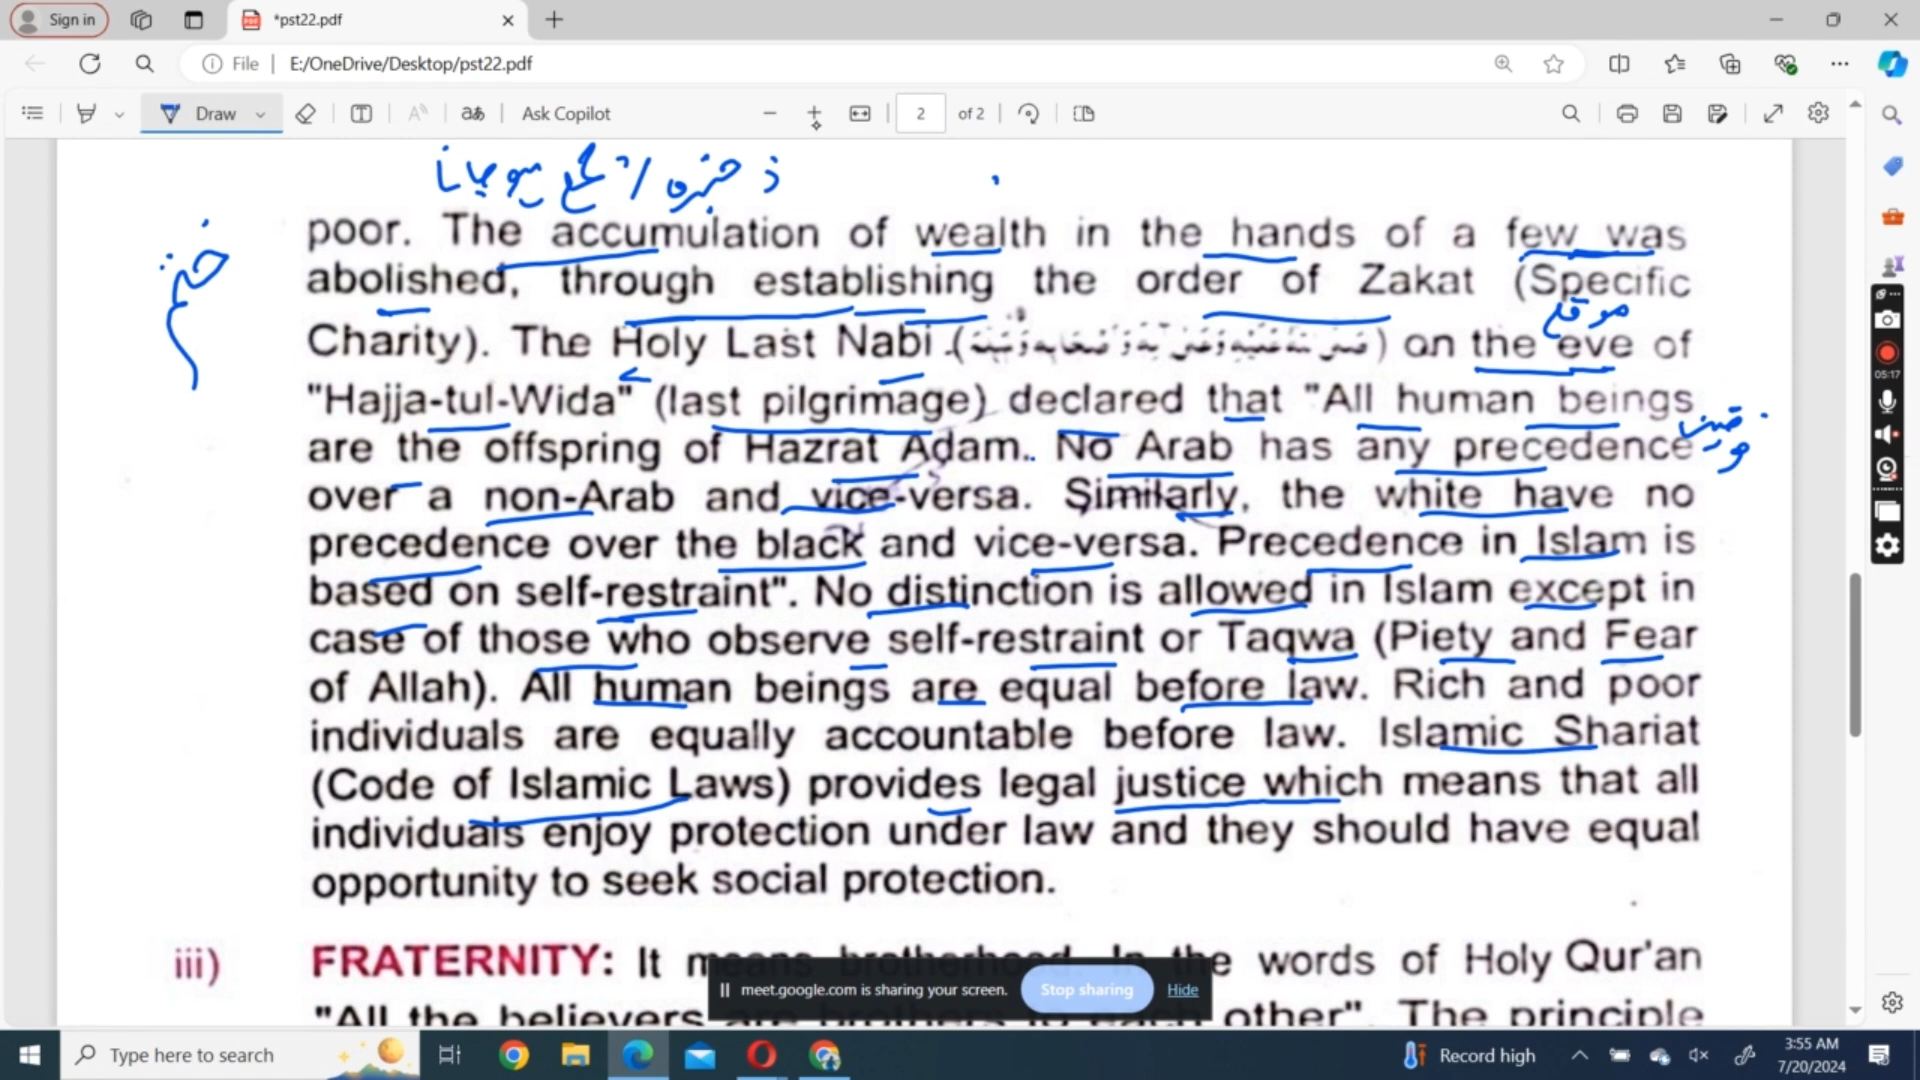 Sign in
*pst22.pdf
File
E:/OneDrive/Desktop/pst22.pdf
Draw
Ask Copilot
2 of 2
poor. The accumulation of wealth in the hands of a few was
abolished, through establishing the order of Zakat (Specific
موقع
Charity). The Holy Last Nabi on the eve of
"Hajja-tul-Wida" (last pilgrimage) declared that "All human beings
are the offspring of Hazrat Adam. No Arab has any precedence
over a non-Arab and vice-versa. Similarly, the white have no
precedence over the black and vice-versa. Precedence in Islam is
based on self-restraint". No distinction is allowed in Islam except in
case of those who observe self-restraint or Taqwa (Piety and Fear
of Allah). All human beings are equal before law. Rich and poor
individuals are equally accountable before law. Islamic Shariat
(Code of Islamic Laws) provides legal justice which means that all
individuals enjoy protection under law and they should have equal
opportunity to seek social protection.
iii) FRATERNITY: It means brotherhood. In the words of Holy Qur'an
"All the believers are brothers to each other". The principle
meet.google.com is sharing your screen. Stop sharing Hide
05:17
Type here to search
Record high
3:55 AM
7/20/2024